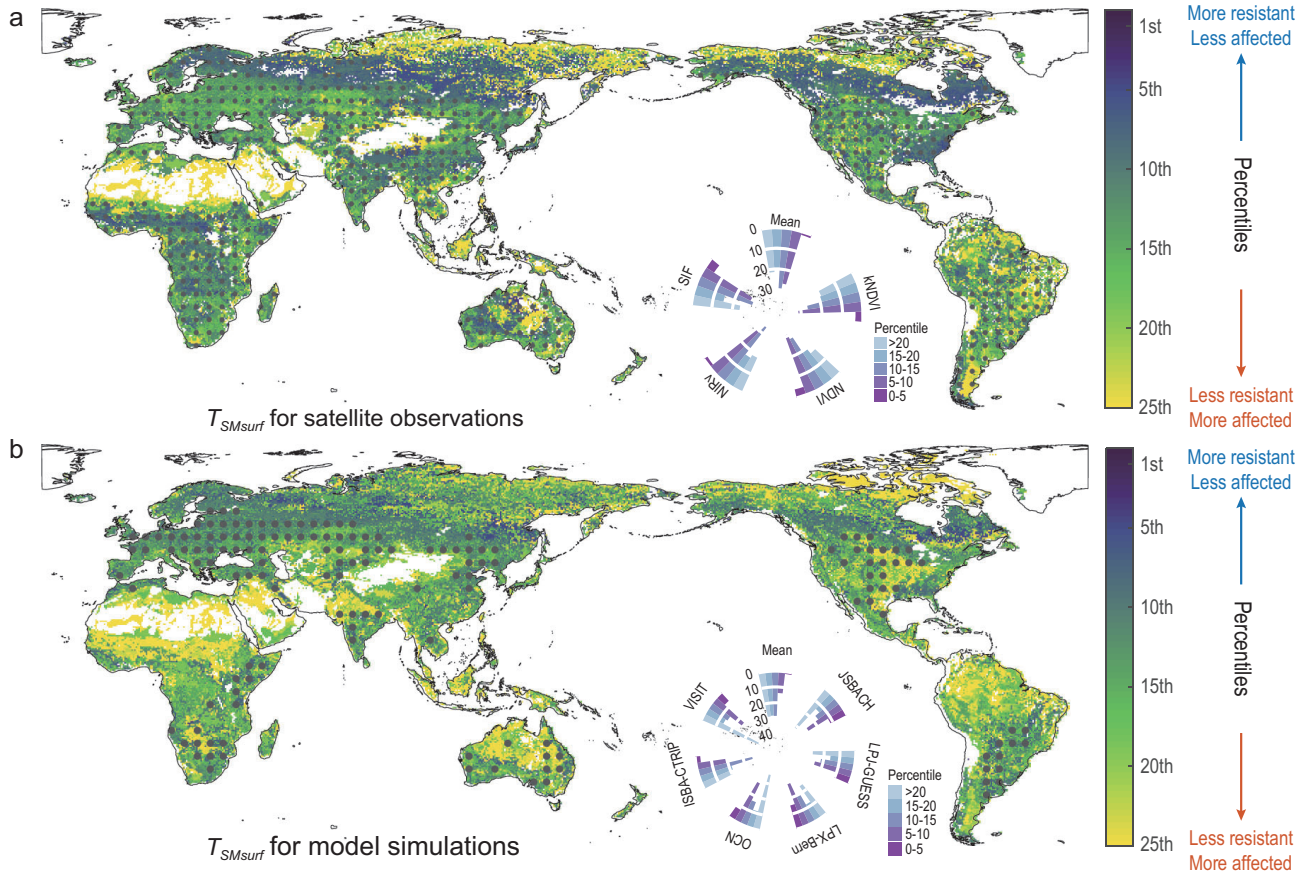 a
1st
5th
10th
15th
20th
25th
More resistant
Less affected
Percentiles
Less resistant
More affected
Mean
0
10
20
30
kNDVI
NDVI
NIRv
SIF
Percentile
>20
15-20
10-15
5-10
0-5
TSMsurf for satellite observations
b
1st
5th
10th
15th
20th
25th
More resistant
Less affected
Percentiles
Less resistant
More affected
Mean
0
10
20
30
40
JSBACH
LPJ-GUESS
LPX-Bern
OCN
ISBA-CTRIP
VISIT
Percentile
>20
15-20
10-15
5-10
0-5
TSMsurf for model simulations